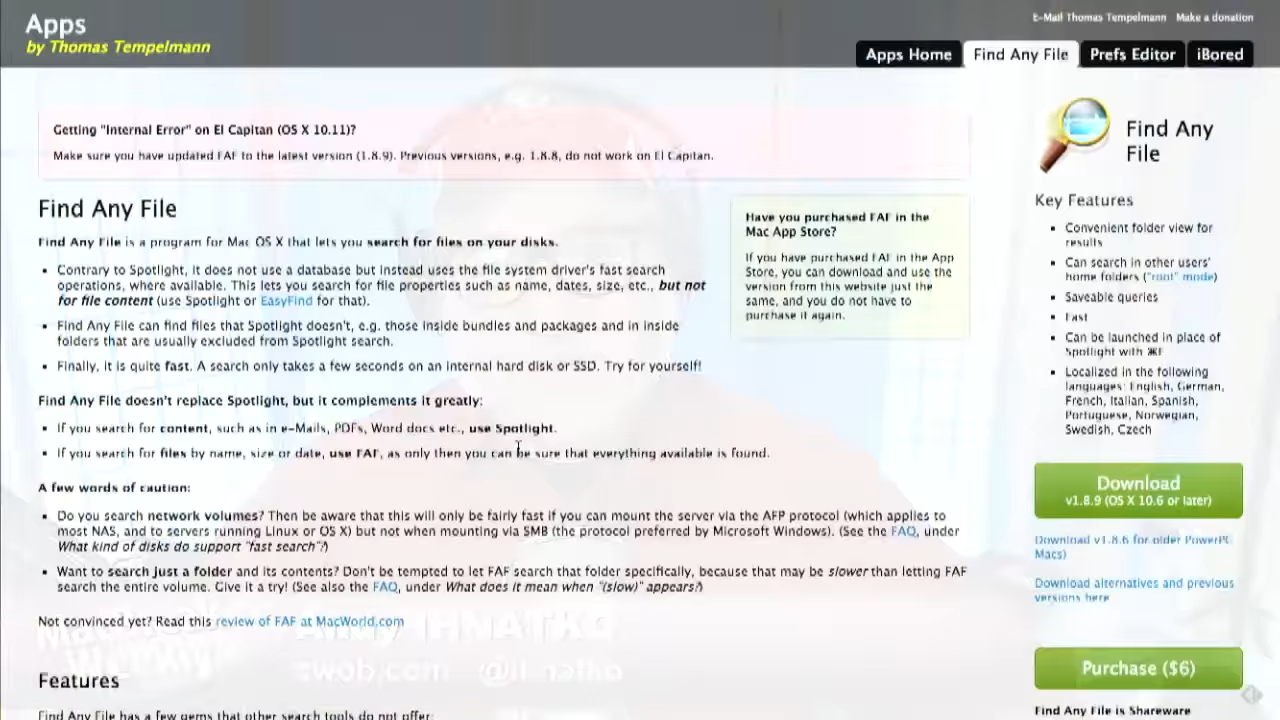 Apps
by Thomas Tempelmann
E-Mail Thomas Tempelmann Make a donation
Apps Home Find Any File Prefs Editor iBored
Getting "Internal Error" on El Capitan (OS X 10.11)?
Make sure you have updated FAF to the latest version (1.8.9). Previous versions, e.g. 1.8.8, do not work on El Capitan.
Find Any File
Find Any File is a program for Mac OS X that lets you search for files on your disks.
Contrary to Spotlight, it does not use a database but instead uses the file system driver's fast search
operations, where available. This lets you search for file properties such as name, dates, size, etc., but not
for file content (use Spotlight or EasyFind for that).
Find Any File can find files that Spotlight doesn't, e.g. those inside bundles and packages and in inside
folders that are usually excluded from Spotlight search.
Finally, it is quite fast. A search only takes a few seconds on an internal hard disk or SSD. Try for yourself!
Find Any File doesn't replace Spotlight, but it complements it greatly:
If you search for content, such as in e-Mails, PDFs, Word docs etc., use Spotlight.
If you search for files by name, size or date, use FAF, as only then you can be sure that everything available is found.
A few words of caution:
Do you search network volumes? Then be aware that this will only be fairly fast if you can mount the server via the AFP protocol (which applies to
most NAS, and to servers running Linux or OS X) but not when mounting via SMB (the protocol preferred by Microsoft Windows). (See the FAQ, under
What kind of disks do support "fast search"?)
Want to search just a folder and its contents? Don't be tempted to let FAF search that folder specifically, because that may be slower than letting FAF
search the entire volume. Give it a try! (See also the FAQ, under What does it mean when "(slow)" appears?)
Not convinced yet? Read this review of FAF at MacWorld.com
Features
Find Any File has a few gems that other search tools do not offer:
Have you purchased FAF in the
Mac App Store?
If you have purchased FAF in the App
Store, you can download and use the
version from this website just the
same, and you do not have to
purchase it again.
Find Any
File
Key Features
Convenient folder view for
results
Can search in other users'
home folders ("root" mode)
Saveable queries
Fast
Can be launched in place of
Spotlight with ⌘F
Localized in the following
languages: English, German,
French, Italian, Spanish,
Portuguese, Norwegian,
Swedish, Czech
Download
v1.8.9 (OS X 10.6 or later)
Download v1.8.6 for older PowerPC
Macs)
Download alternatives and previous
versions here
Purchase ($6)
Find Any File is Shareware
MacBreak
Weekly
Andy IHNATKO
cwob.com @ihnatko